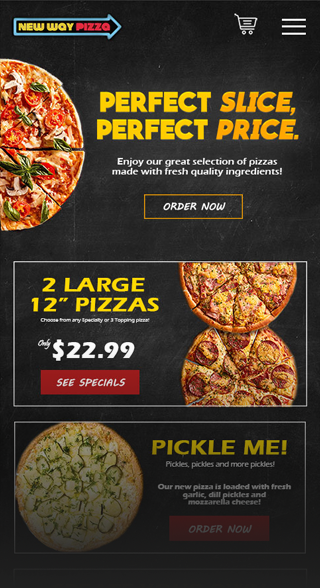 NEW WAY PIZZA
PERFECT SLICE,
PERFECT PRICE.
Enjoy our great selection of pizzas
made with fresh quality ingredients!
ORDER NOW
2 LARGE
12” PIZZAS
Choose from any Specialty or 3 Topping pizza!
Only $22.99
SEE SPECIALS
PICKLE ME!
Pickles, pickles and more pickles!
Our new pizza is loaded with fresh
garlic, dill pickles and
mozzarella cheese!
ORDER NOW